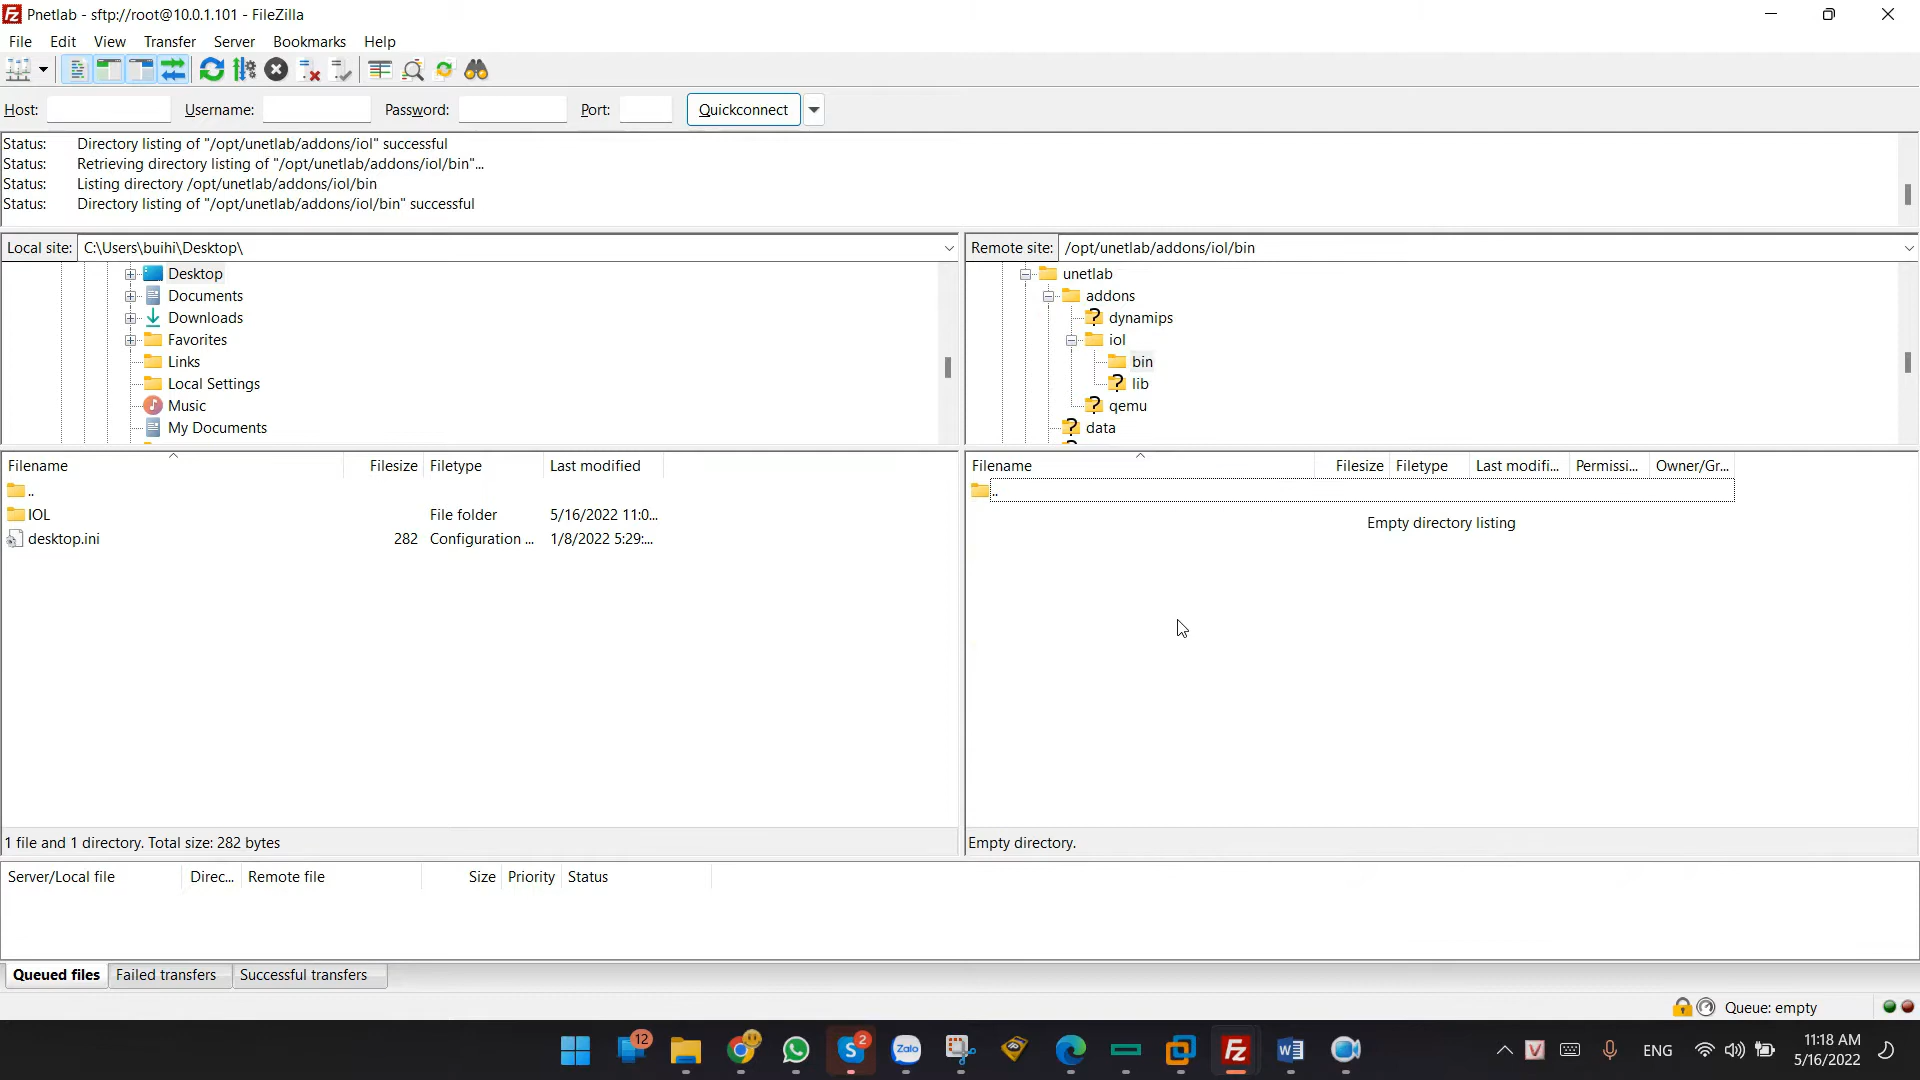 Pnetlab - sftp://root@10.0.1.101 - FileZilla
File Edit View Transfer Server Bookmarks Help
Host: Username: Password: Port: Quickconnect
Status: Directory listing of "/opt/unetlab/addons/iol" successful
Status: Retrieving directory listing of "/opt/unetlab/addons/iol/bin"...
Status: Listing directory /opt/unetlab/addons/iol/bin
Status: Directory listing of "/opt/unetlab/addons/iol/bin" successful
Local site: C:\Users\buihi\Desktop\
Desktop
Documents
Downloads
Favorites
Links
Local Settings
Music
My Documents
Remote site: /opt/unetlab/addons/iol/bin
unetlab
addons
dynamips
iol
bin
lib
qemu
data
Filename Filesize Filetype Last modified
..
IOL File folder 5/16/2022 11:0...
desktop.ini 282 Configuration ... 1/8/2022 5:29:...
1 file and 1 directory. Total size: 282 bytes
Filename Filesize Filetype Last modifi... Permissi... Owner/Gr...
..
Empty directory listing
Empty directory.
Server/Local file Direc... Remote file Size Priority Status
Queued files Failed transfers Successful transfers
Queue: empty
12
2
Zalo
ENG
11:18 AM
5/16/2022